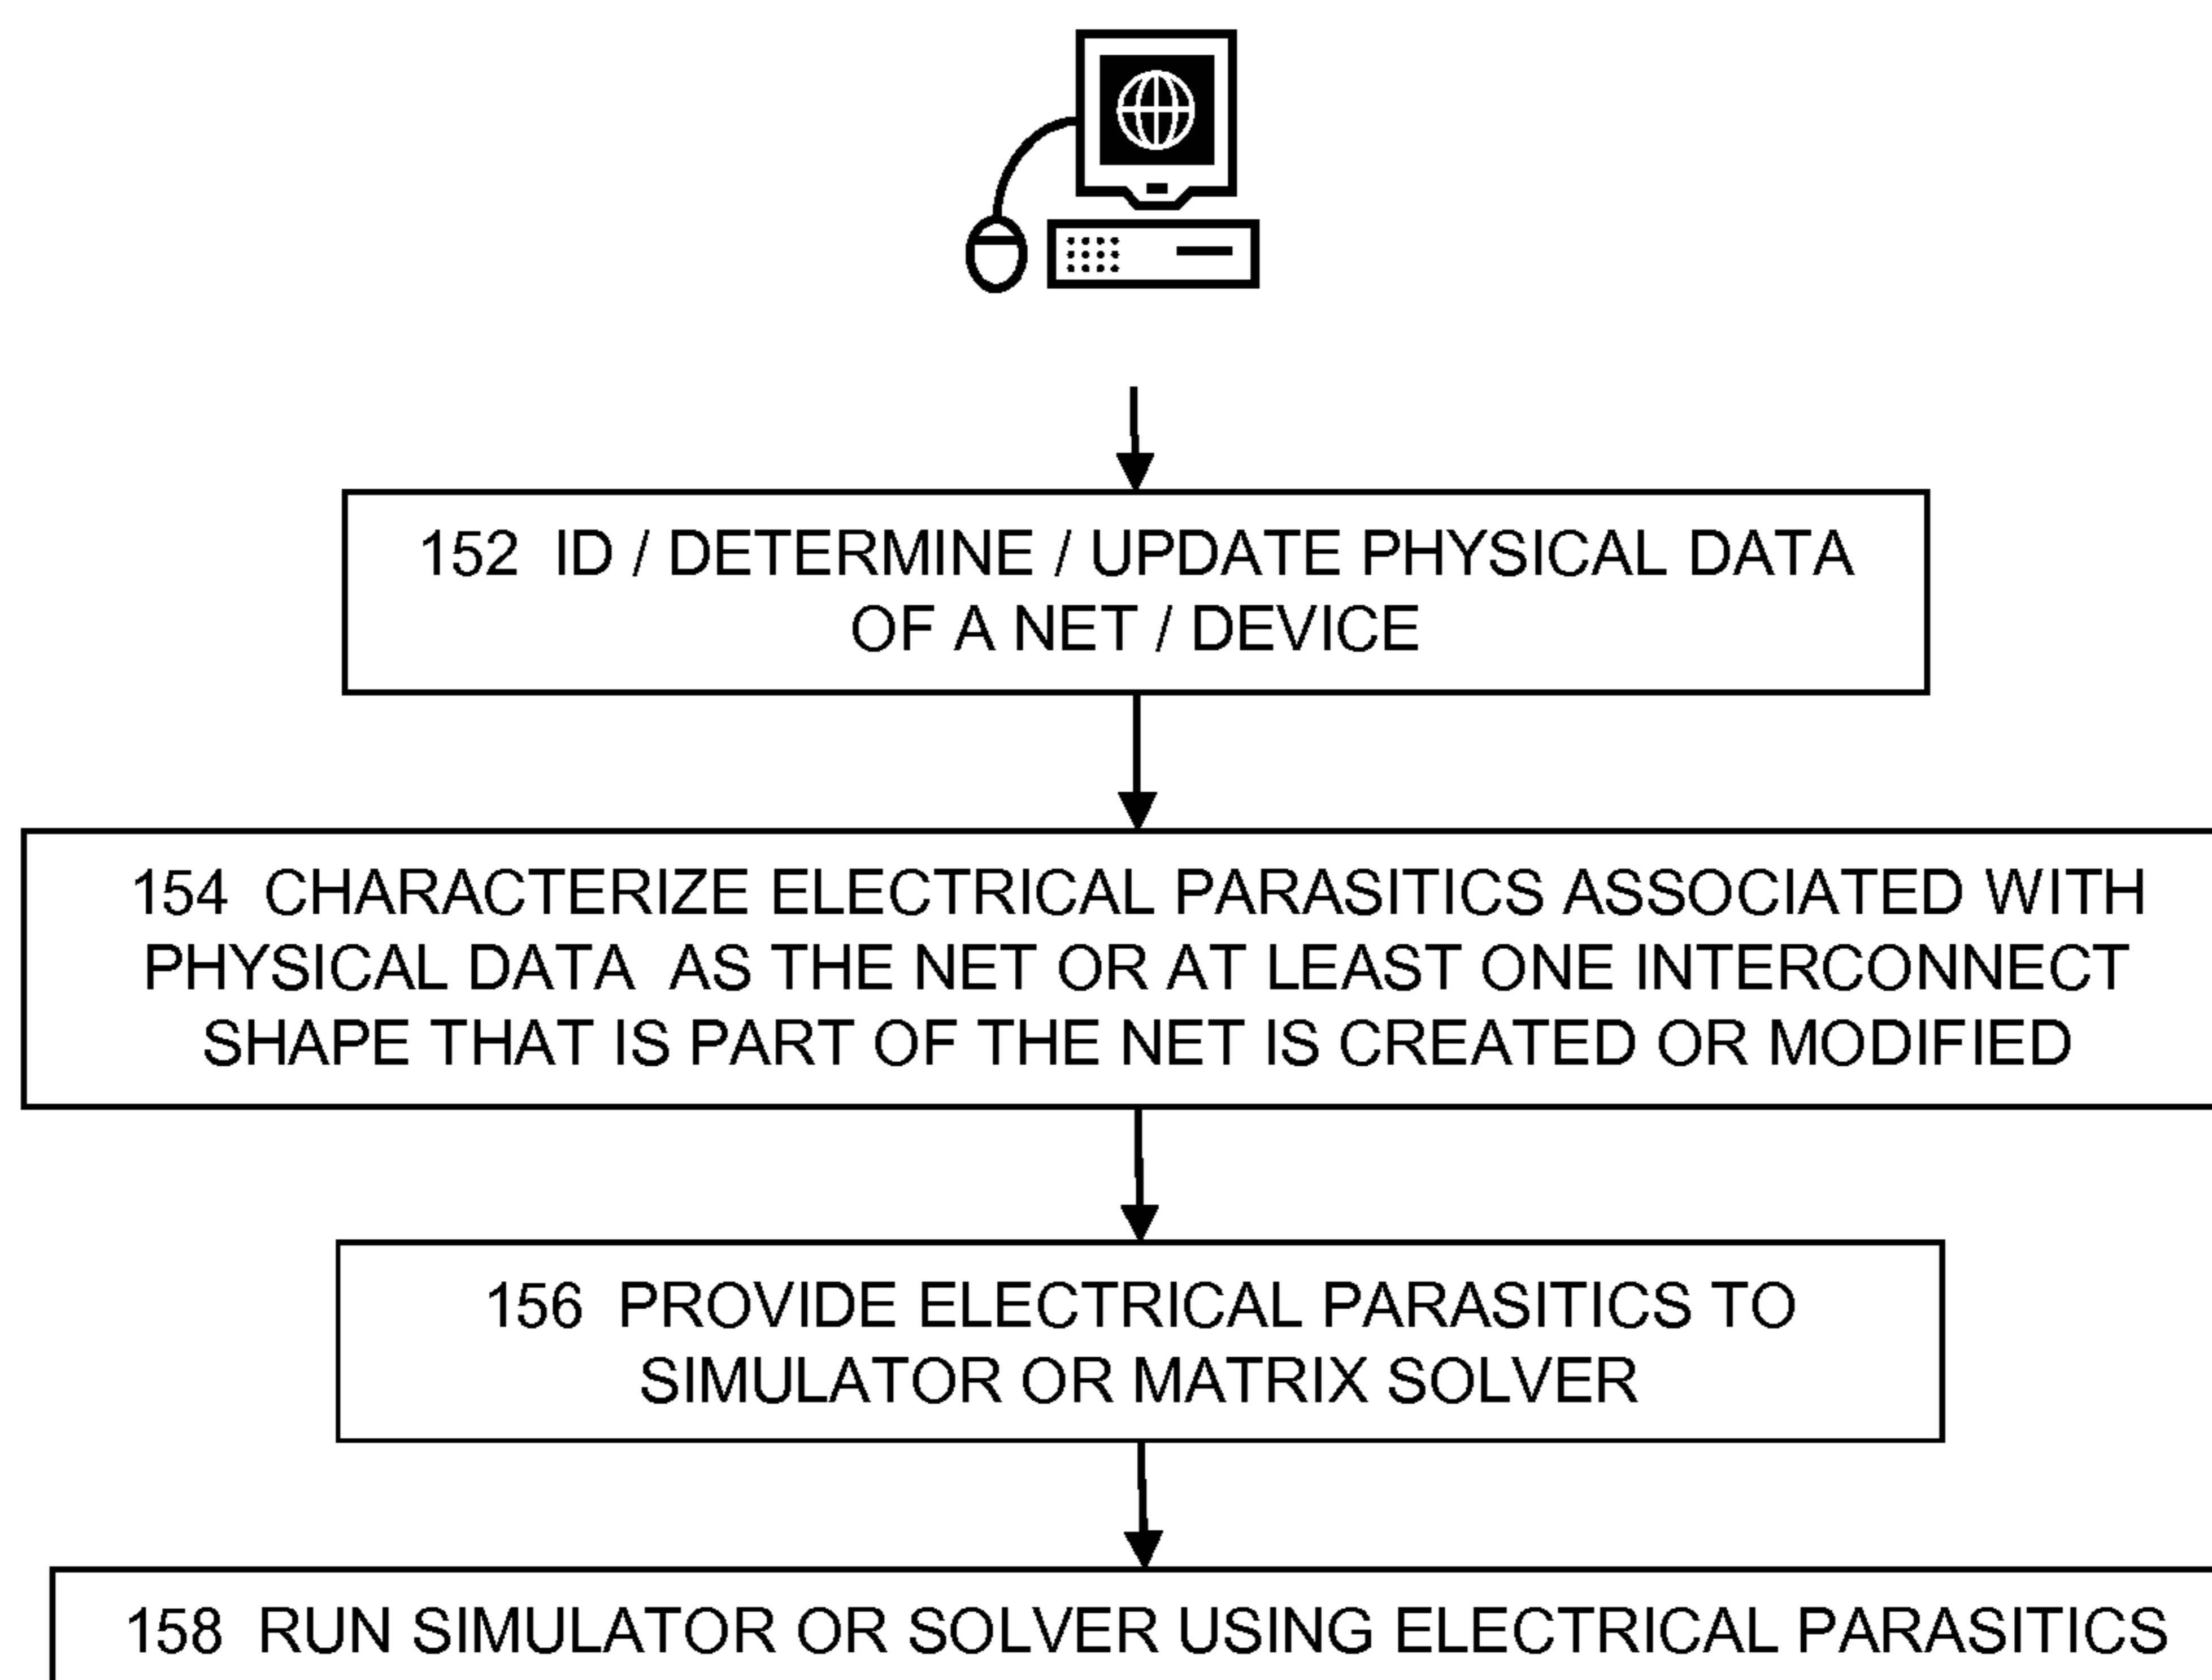 152 ID / DETERMINE / UPDATE PHYSICAL DATA
OF A NET / DEVICE
154 CHARACTERIZE ELECTRICAL PARASITICS ASSOCIATED WITH
PHYSICAL DATA AS THE NET OR AT LEAST ONE INTERCONNECT
SHAPE THAT IS PART OF THE NET IS CREATED OR MODIFIED
156 PROVIDE ELECTRICAL PARASITICS TO
SIMULATOR OR MATRIX SOLVER
158 RUN SIMULATOR OR SOLVER USING ELECTRICAL PARASITICS